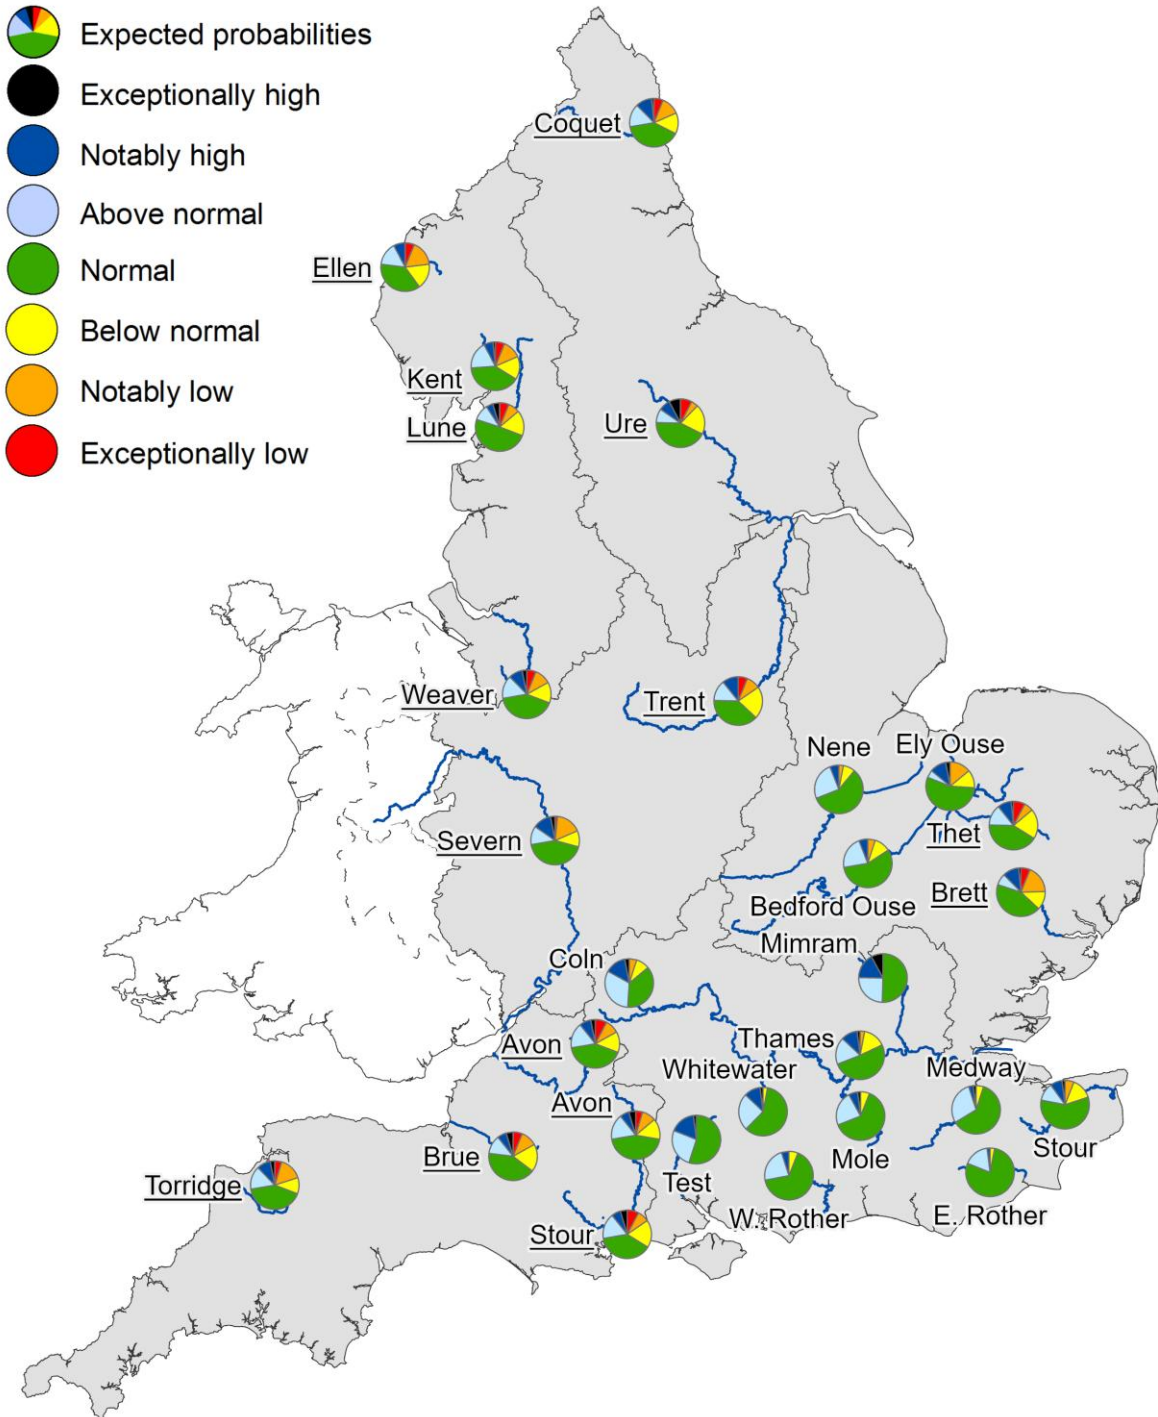 Expected probabilities
Exceptionally high
Notably high
Above normal
Normal
Below normal
Notably low
Exceptionally low
Coquet
Ellen
Kent
Lune
Ure
Weaver
Trent
Nene
Ely Ouse
Severn
Thet
Bedford Ouse
Brett
Mimram
Coln
Thames
Avon
Whitewater
Medway
Avon
Stour
Brue
Test
Mole
Torridge
W. Rother
E. Rother
Stour